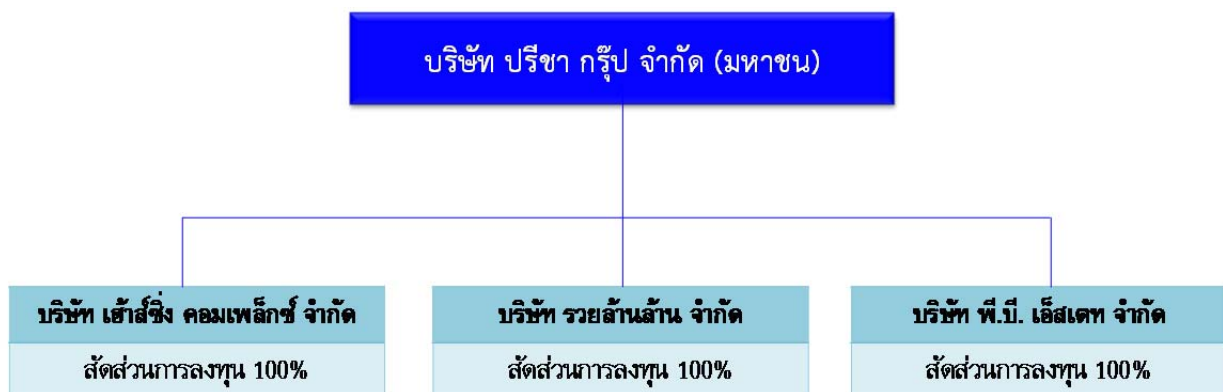 บริษัท ปรีชา กรุ๊ป จำกัด (มหาชน)
บริษัท เฮ้าส์ซิ่ง คอมเพล็กซ์ จำกัด
สัดส่วนการลงทุน 100%
บริษัท รวยล้านล้าน จำกัด
สัดส่วนการลงทุน 100%
บริษัท พี.บี. เอ็สเตท จำกัด
สัดส่วนการลงทุน 100%